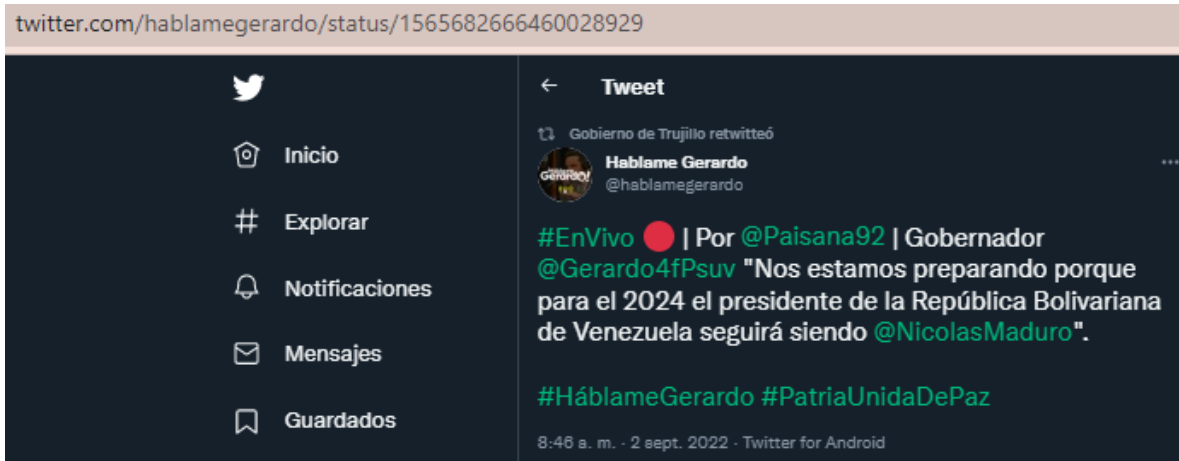 twitter.com/hablamegerardo/status/1565682666460028929
Inicio
Explorar
Notificaciones
Mensajes
Guardados
Tweet
Gobierno de Trujillo retwitteó
Hablame Gerardo
@hablamegerardo
Gerardo!
#EnVivo 🔴 | Por @Paisana92 | Gobernador
@Gerardo4fPsuv "Nos estamos preparando porque
para el 2024 el presidente de la República Bolivariana
de Venezuela seguirá siendo @NicolasMaduro".
#HáblameGerardo #PatriaUnidaDePaz
8:46 a. m. · 2 sept. 2022 · Twitter for Android